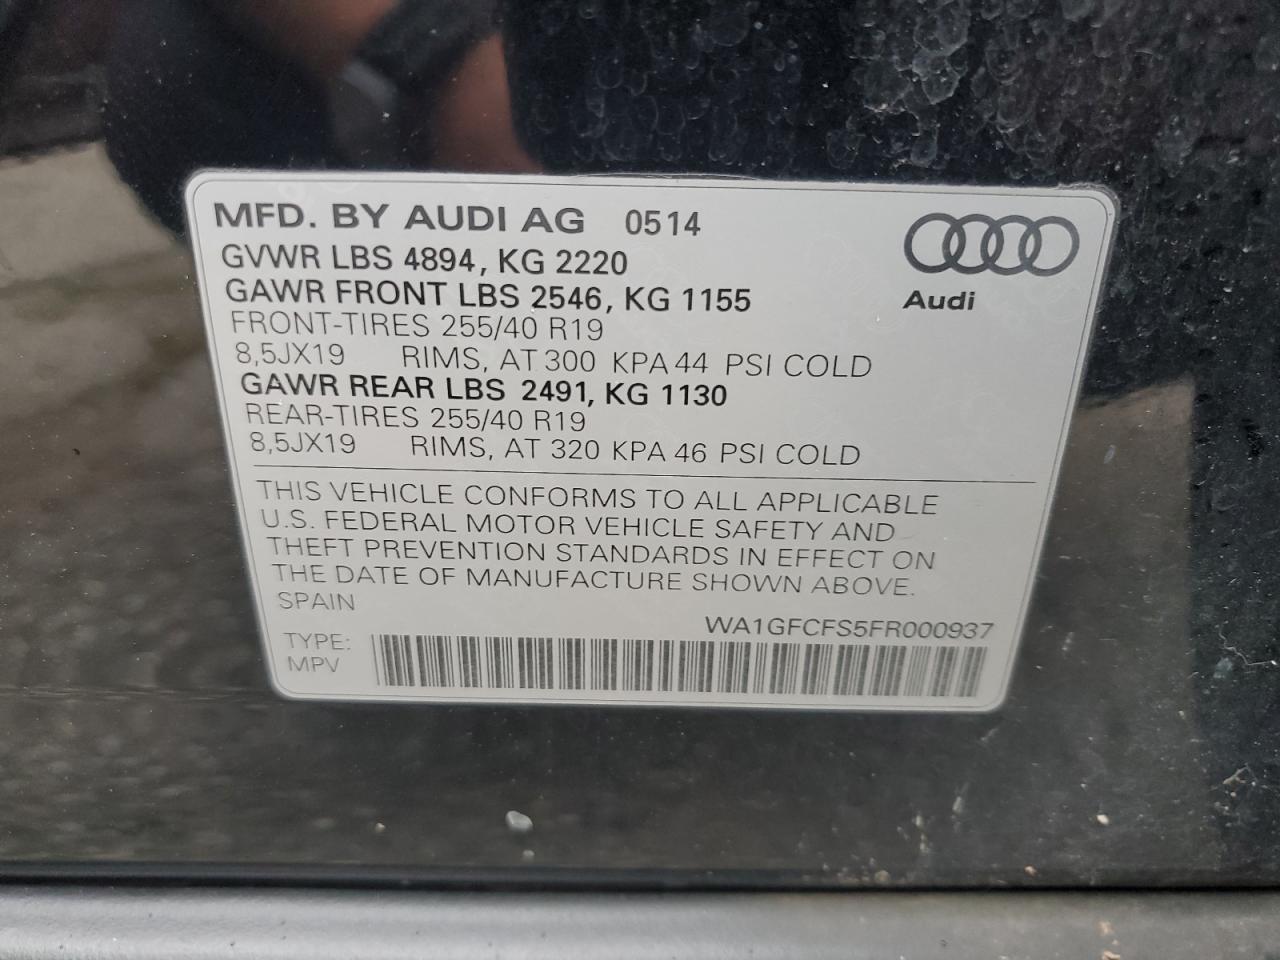 MFD. BY AUDI AG 0514
GVWR LBS 4894, KG 2220
GAWR FRONT LBS 2546, KG 1155
FRONT-TIRES 255/40 R19
8,5JX19 RIMS, AT 300 KPA 44 PSI COLD
GAWR REAR LBS 2491, KG 1130
REAR-TIRES 255/40 R19
8,5JX19 RIMS, AT 320 KPA 46 PSI COLD
Audi
THIS VEHICLE CONFORMS TO ALL APPLICABLE
U.S. FEDERAL MOTOR VEHICLE SAFETY AND
THEFT PREVENTION STANDARDS IN EFFECT ON
THE DATE OF MANUFACTURE SHOWN ABOVE.
SPAIN
WA1GFCFS5FR000937
TYPE:
MPV